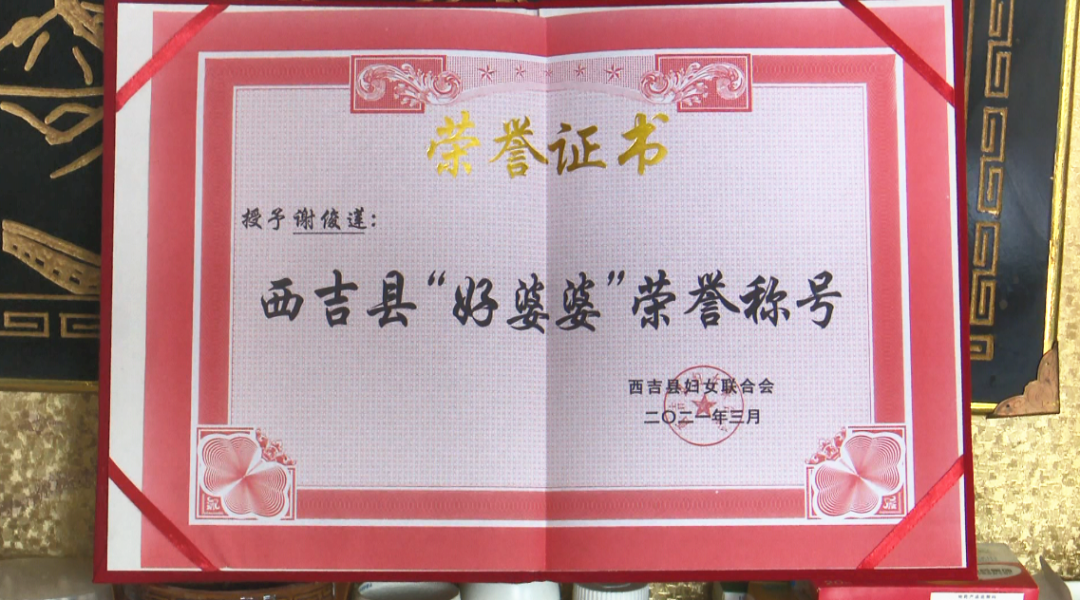 荣誉证书
授予谢俊莲：
西吉县“好婆婆”荣誉称号
西吉县妇女联合会
二〇二一年三月